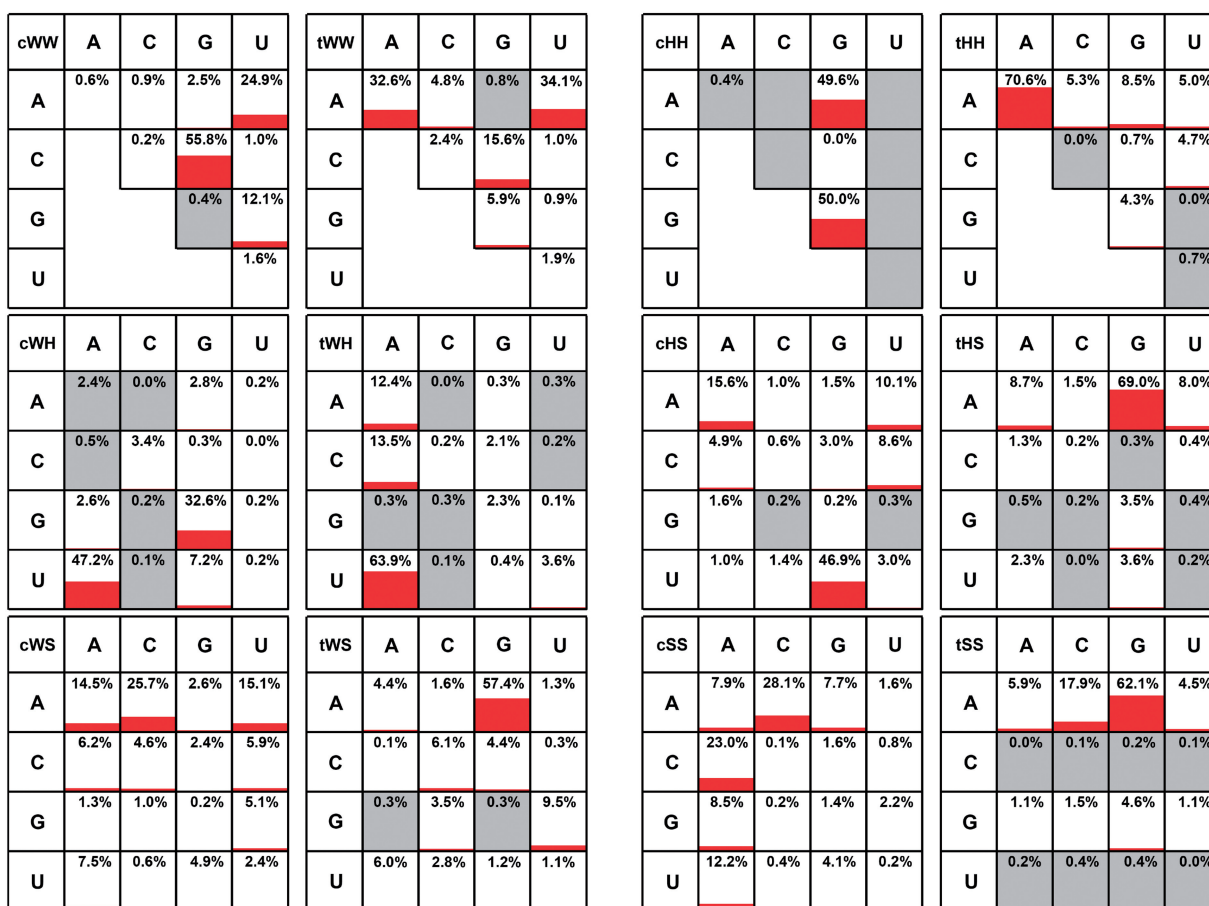 cWW A C G U
A 0.6% 0.9% 2.5% 24.9%
C 0.2% 55.8% 1.0%
G 0.4% 12.1%
U 1.6%
tWW A C G U
A 32.6% 4.8% 0.8% 34.1%
C 2.4% 15.6% 1.0%
G 5.9% 0.9%
U 1.9%
cHH A C G U
A 0.4% 49.6%
C 0.0%
G 50.0%
U
tHH A C G U
A 70.6% 5.3% 8.5% 5.0%
C 0.0% 0.7% 4.7%
G 4.3% 0.0%
U 0.7%
cWH A C G U
A 2.4% 0.0% 2.8% 0.2%
C 0.5% 3.4% 0.3% 0.0%
G 2.6% 0.2% 32.6% 0.2%
U 47.2% 0.1% 7.2% 0.2%
tWH A C G U
A 12.4% 0.0% 0.3% 0.3%
C 13.5% 0.2% 2.1% 0.2%
G 0.3% 0.3% 2.3% 0.1%
U 63.9% 0.1% 0.4% 3.6%
cHS A C G U
A 15.6% 1.0% 1.5% 10.1%
C 4.9% 0.6% 3.0% 8.6%
G 1.6% 0.2% 0.2% 0.3%
U 1.0% 1.4% 46.9% 3.0%
tHS A C G U
A 8.7% 1.5% 69.0% 8.0%
C 1.3% 0.2% 0.3% 0.4%
G 0.5% 0.2% 3.5% 0.4%
U 2.3% 0.0% 3.6% 0.2%
cWS A C G U
A 14.5% 25.7% 2.6% 15.1%
C 6.2% 4.6% 2.4% 5.9%
G 1.3% 1.0% 0.2% 5.1%
U 7.5% 0.6% 4.9% 2.4%
tWS A C G U
A 4.4% 1.6% 57.4% 1.3%
C 0.1% 6.1% 4.4% 0.3%
G 0.3% 3.5% 0.3% 9.5%
U 6.0% 2.8% 1.2% 1.1%
cSS A C G U
A 7.9% 28.1% 7.7% 1.6%
C 23.0% 0.1% 1.6% 0.8%
G 8.5% 0.2% 1.4% 2.2%
U 12.2% 0.4% 4.1% 0.2%
tSS A C G U
A 5.9% 17.9% 62.1% 4.5%
C 0.0% 0.1% 0.2% 0.1%
G 1.1% 1.5% 4.6% 1.1%
U 0.2% 0.4% 0.4% 0.0%